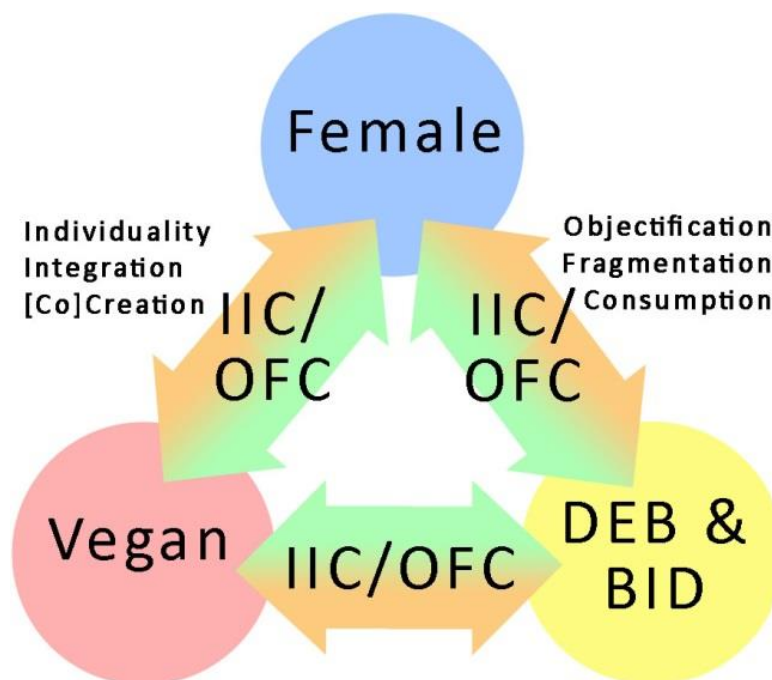 Female
Individuality
Integration
[Co]Creation
Objectification
Fragmentation
Consumption
IIC/
OFC
IIC/
OFC
Vegan
IIC/OFC
DEB &
BID